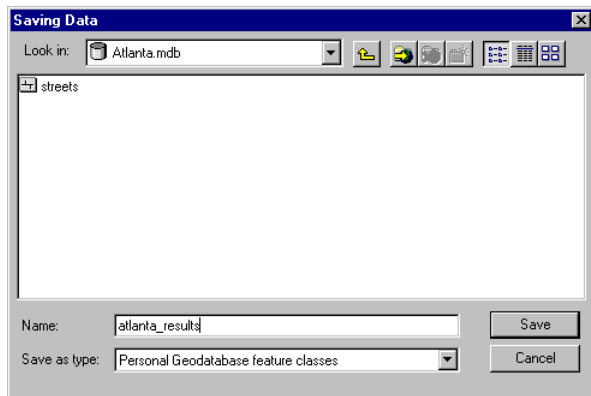 Saving Data
Look in: Atlanta.mdb
streets
Name: atlanta_results
Save
Save as type: Personal Geodatabase feature classes
Cancel